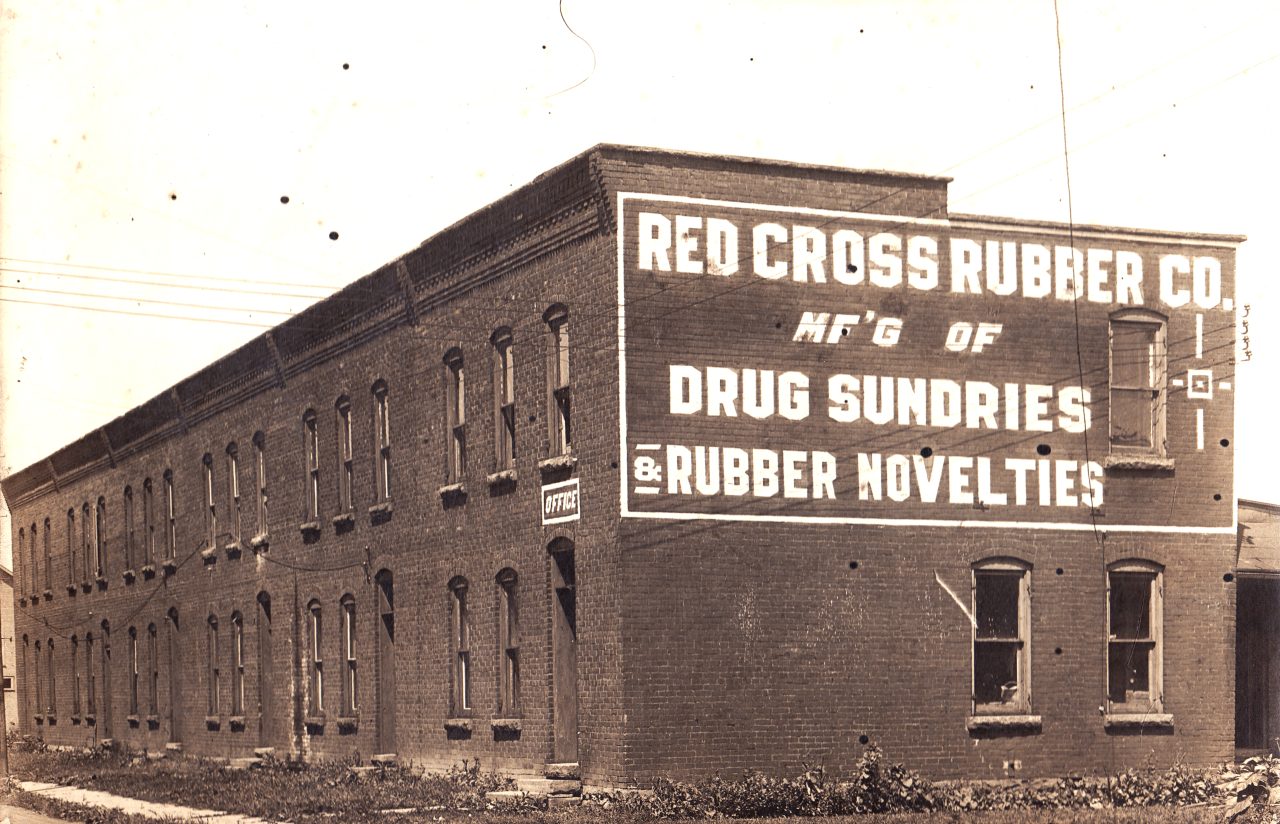 RED CROSS RUBBER CO.
MF'G OF
DRUG SUNDRIES
& RUBBER NOVELTIES
OFFICE